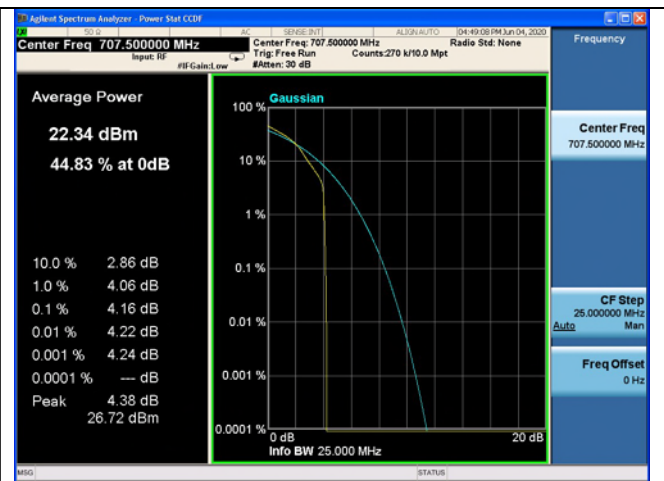 Agilent Spectrum Analyzer - Power Stat CCDF
50 Ω AC SENSE:INT ALIGN AUTO 04:49:08 PM Jun 04, 2020
Center Freq 707.500000 MHz
Input: RF
#IFGain:Low
Center Freq: 707.500000 MHz
Trig: Free Run
Counts:270 k/10.0 Mpt
#Atten: 30 dB
Radio Std: None
Frequency
Average Power
22.34 dBm
44.83 % at 0dB
10.0 % 2.86 dB
1.0 % 4.06 dB
0.1 % 4.16 dB
0.01 % 4.22 dB
0.001 % 4.24 dB
0.0001 % --- dB
Peak 4.38 dB
26.72 dBm
Gaussian
100 %
10 %
1 %
0.1 %
0.01 %
0.001 %
0.0001 %
0 dB 20 dB
Info BW 25.000 MHz
Center Freq
707.500000 MHz
CF Step
25.000000 MHz
Auto Man
Freq Offset
0 Hz
MSG STATUS